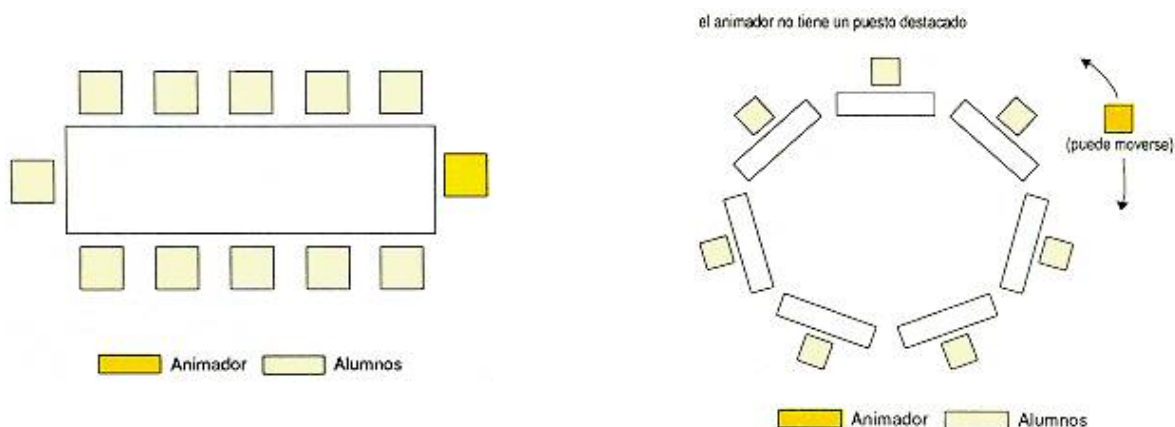 Animador Alumnos
el animador no tiene un puesto destacado
(puede moverse)
Animador Alumnos